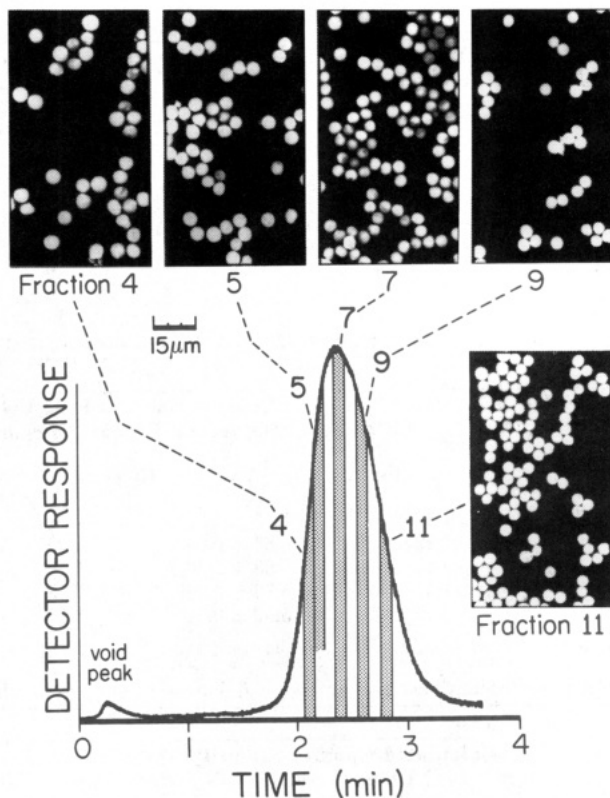 Fraction 4
5
7
9
15µm
7
9
5
4
11
Fraction 11
DETECTOR RESPONSE
void
peak
0
1
2
3
4
TIME (min)